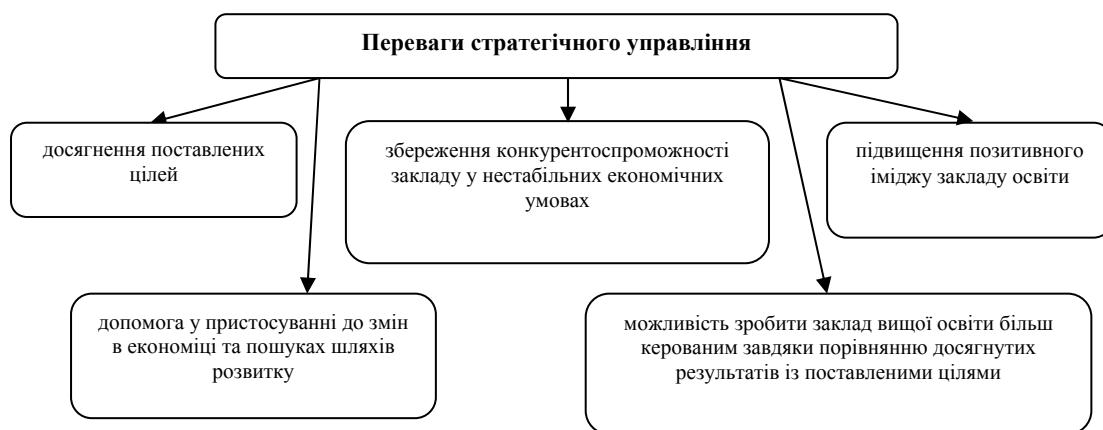 Переваги стратегічного управління
досягнення поставлених
цілей
збереження конкурентоспроможності
закладу у нестабільних економічних
умовах
підвищення позитивного
іміджу закладу освіти
допомога у пристосуванні до змін
в економіці та пошуках шляхів
розвитку
можливість зробити заклад вищої освіти більш
керованим завдяки порівнянню досягнутих
результатів із поставленими цілями